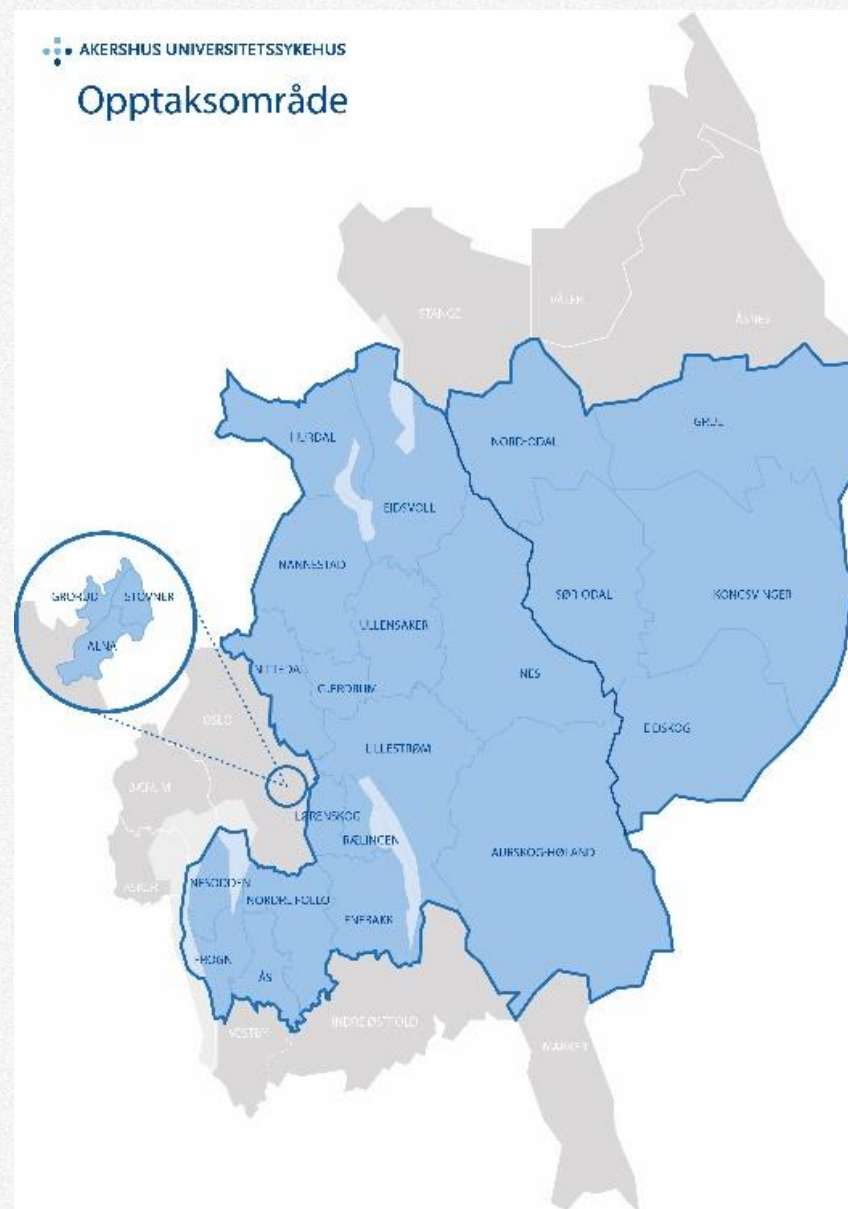 AKERSHUS UNIVERSITETSSYKEHUS
Opptaksområde
STANGE
VÅLER
ÅSNES
HURDAL
NORD-ODAL
GRUE
EIDSVOLL
NANNESTAD
SØR-ODAL
KONGSVINGER
GRORUD
STOVNER
ALNA
ULLENSAKER
NITTEDAL
GJERDRUM
NES
OSLO
EIDSKOG
LILLESTRØM
BÆRUM
LØRENSKOG
RÆLINGEN
AURSKOG-HØLAND
ASKER
NESODDEN
NORDRE FOLLO
ENEBAKK
FROGN
ÅS
VESTBY
INDRE ØSTFOLD
MARKER